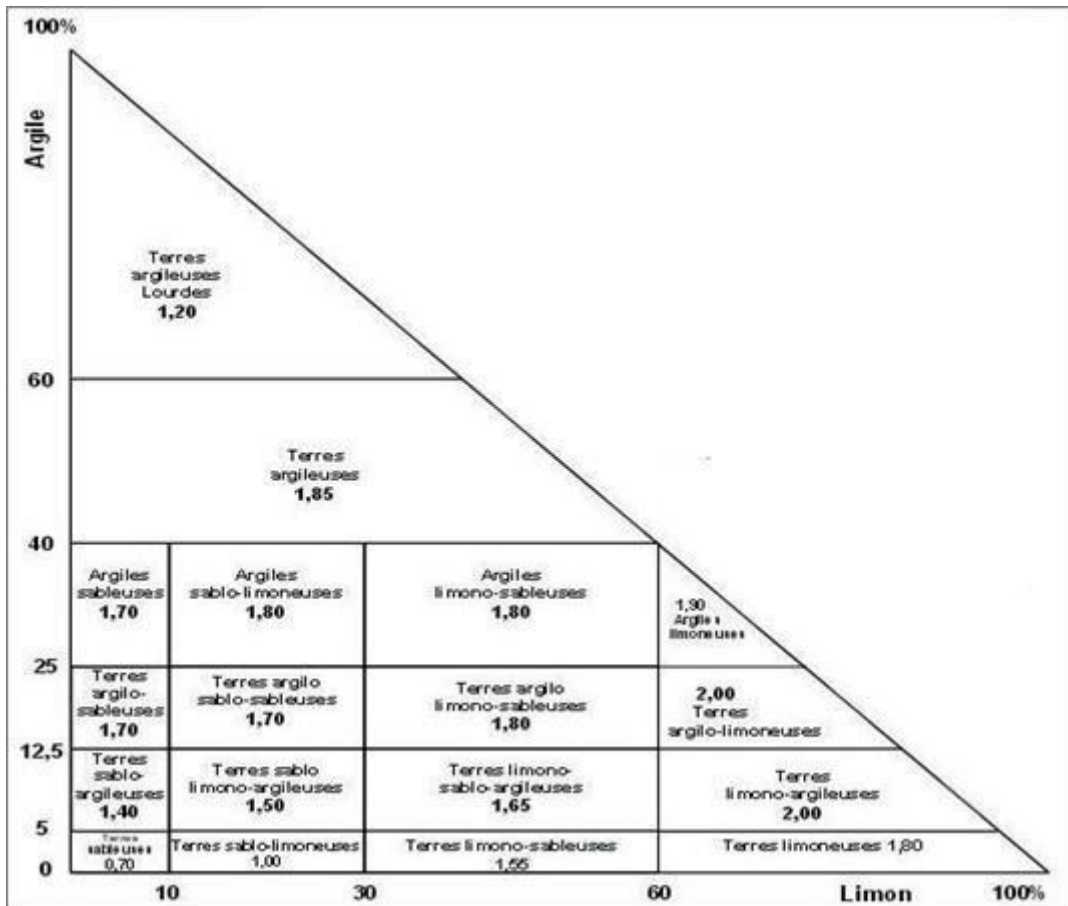 100%
Argile
Terres
argileuses
Lourdes
1,20
60
Terres
argileuses
1,85
40
Argiles
sableuses
1,70
Argiles
sablo-limoneuses
1,80
Argiles
limono-sableuses
1,80
1,90
Argiles
limoneuses
25
Terres
argilo-
sableuses
1,70
Terres argilo
sablo-sableuses
1,70
Terres argilo
limono-sableuses
1,80
2,00
Terres
argilo-limoneuses
12,5
Terres
sablo-
argileuses
1,40
Terres sablo
limono-argileuses
1,50
Terres limono-
sablo-argileuses
1,65
Terres
limono-argileuses
2,00
5
Terres
sableuses
0,70
Terres sablo-limoneuses
1,00
Terres limono-sableuses
1,55
Terres limoneuses 1,80
0
10
30
60
Limon
100%